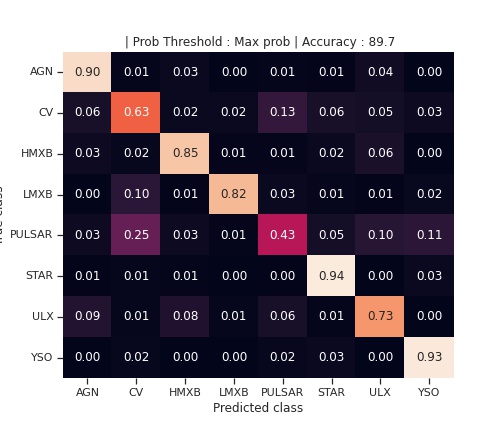 | Prob Threshold : Max prob | Accuracy : 89.7
AGN 0.90 0.01 0.03 0.00 0.01 0.01 0.04 0.00
CV 0.06 0.63 0.02 0.02 0.13 0.06 0.05 0.03
HMXB 0.03 0.02 0.85 0.01 0.01 0.02 0.06 0.00
LMXB 0.00 0.10 0.01 0.82 0.03 0.01 0.01 0.02
PULSAR 0.03 0.25 0.03 0.01 0.43 0.05 0.10 0.11
STAR 0.01 0.01 0.01 0.00 0.00 0.94 0.00 0.03
ULX 0.09 0.01 0.08 0.01 0.06 0.01 0.73 0.00
YSO 0.00 0.02 0.00 0.00 0.02 0.03 0.00 0.93
AGN CV HMXB LMXB PULSAR STAR ULX YSO
Predicted class